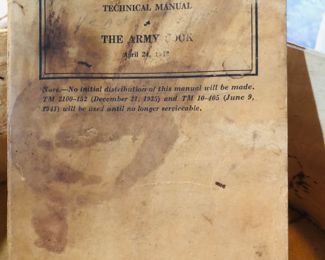 TECHNICAL MANUAL
THE ARMY COOK
April 24,
NOTE.—No initial distribution of this manual will be made.
TM 2100-152 (December 31, 1935) and TM 10-405 (June 9,
1941) will be used until no longer serviceable.